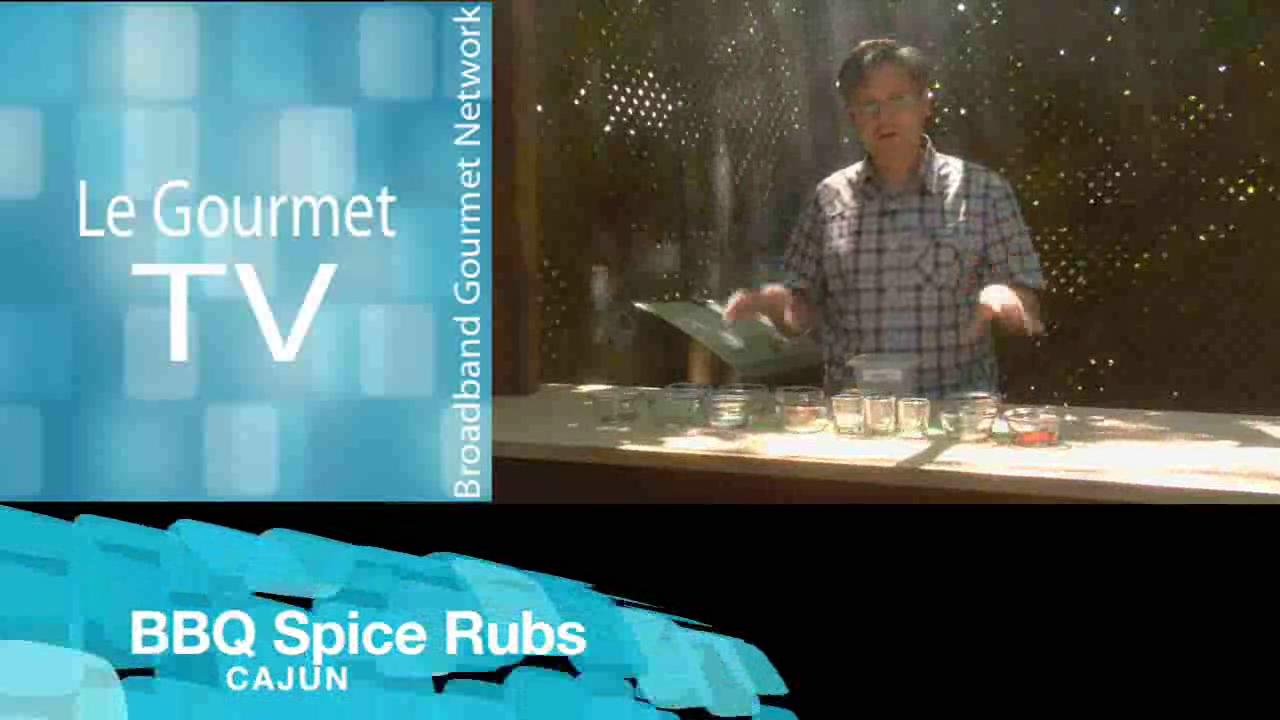 Le Gourmet
TV
Broadband Gourmet Network
BBQ Spice Rubs
CAJUN